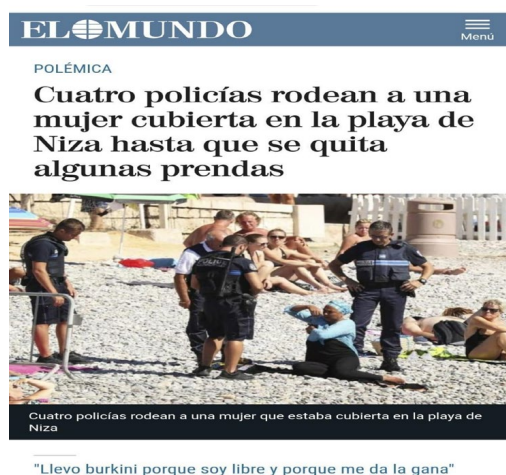 EL MUNDO
Menú
POLÉMICA
Cuatro policías rodean a una
mujer cubierta en la playa de
Niza hasta que se quita
algunas prendas
Cuatro policías rodean a una mujer que estaba cubierta en la playa de
Niza
"Llevo burkini porque soy libre y porque me da la gana"